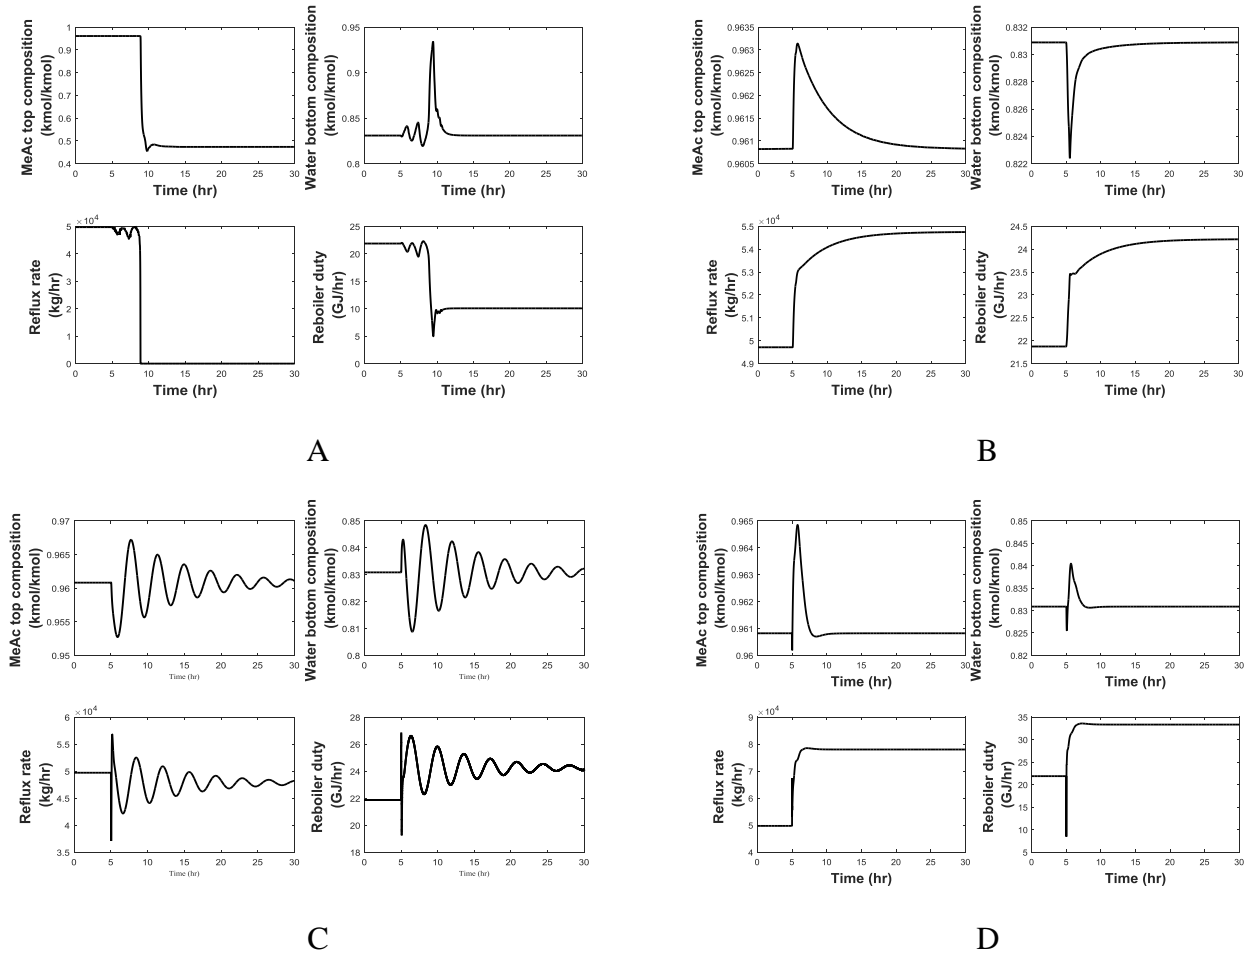 MeAc top composition
(kmol/kmol)
1
0.9
0.8
0.7
0.6
0.5
0.4
0 5 10 15 20 25 30
Time (hr)
Water bottom composition
(kmol/kmol)
0.95
0.9
0.85
0.8
0 5 10 15 20 25 30
Time (hr)
Reflux rate
(kg/hr)
× 10^4
5
4
3
2
1
0
0 5 10 15 20 25 30
Time (hr)
Reboiler duty
(GJ/hr)
25
20
15
10
5
0
0 5 10 15 20 25 30
Time (hr)
A
MeAc top composition
(kmol/kmol)
0.9635
0.963
0.9625
0.962
0.9615
0.961
0.9605
0 5 10 15 20 25 30
Time (hr)
Water bottom composition
(kmol/kmol)
0.832
0.83
0.828
0.826
0.824
0.822
0 5 10 15 20 25 30
Time (hr)
Reflux rate
(kg/hr)
× 10^4
5.5
5.4
5.3
5.2
5.1
5
4.9
0 5 10 15 20 25 30
Time (hr)
Reboiler duty
(GJ/hr)
24.5
24
23.5
23
22.5
22
21.5
0 5 10 15 20 25 30
Time (hr)
B
MeAc top composition
(kmol/kmol)
0.97
0.965
0.96
0.955
0.95
0 5 10 15 20 25 30
Time (hr)
Water bottom composition
(kmol/kmol)
0.85
0.84
0.83
0.82
0.81
0.8
0 5 10 15 20 25 30
Time (hr)
Reflux rate
(kg/hr)
× 10^4
6
5.5
5
4.5
4
3.5
0 5 10 15 20 25 30
Time (hr)
Reboiler duty
(GJ/hr)
28
26
24
22
20
18
0 5 10 15 20 25 30
Time (hr)
C
MeAc top composition
(kmol/kmol)
0.965
0.964
0.963
0.962
0.961
0.96
0 5 10 15 20 25 30
Time (hr)
Water bottom composition
(kmol/kmol)
0.85
0.845
0.84
0.835
0.83
0.825
0.82
0 5 10 15 20 25 30
Time (hr)
Reflux rate
(kg/hr)
× 10^4
9
8
7
6
5
4
0 5 10 15 20 25 30
Time (hr)
Reboiler duty
(GJ/hr)
35
30
25
20
15
10
5
0 5 10 15 20 25 30
Time (hr)
D